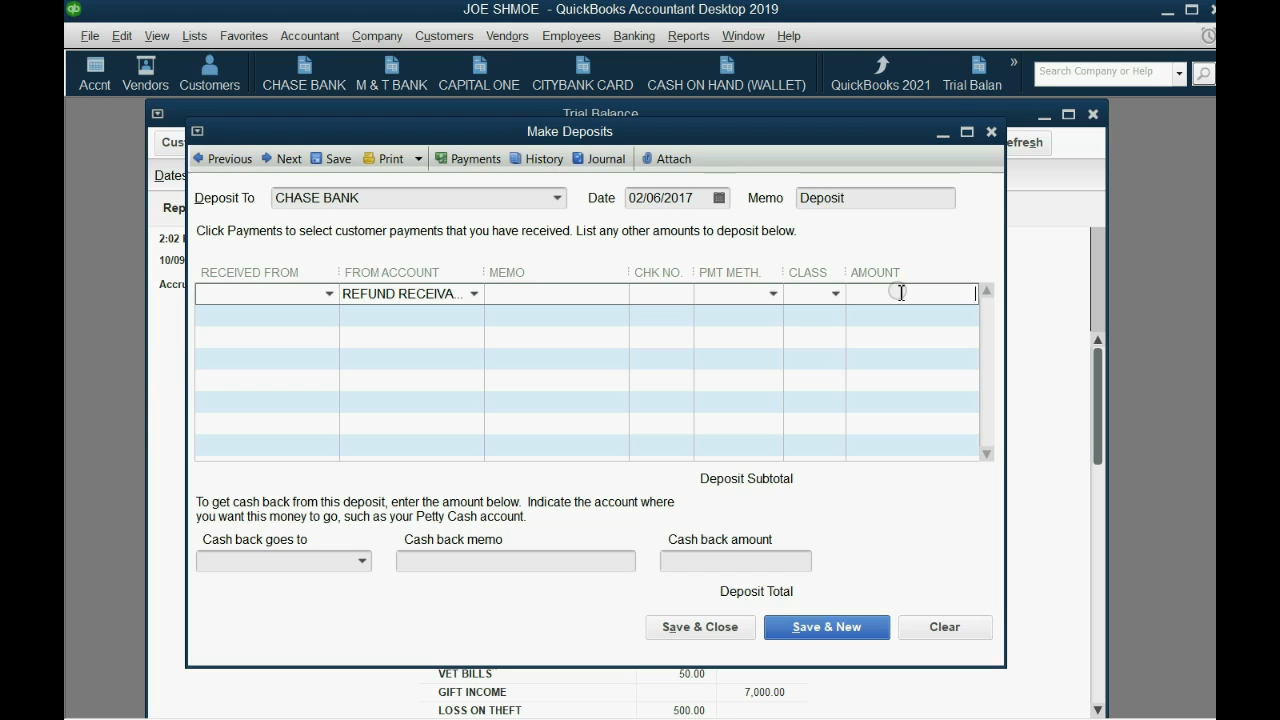 JOE SHMOE - QuickBooks Accountant Desktop 2019
File Edit View Lists Favorites Accountant Company Customers Vendors Employees Banking Reports Window Help
Accnt Vendors Customers CHASE BANK M & T BANK CAPITAL ONE CITYBANK CARD CASH ON HAND (WALLET) QuickBooks 2021 Trial Balan » Search Company or Help
Trial Balance
Make Deposits
Previous Next Save Print Payments History Journal Attach
Deposit To CHASE BANK Date 02/06/2017 Memo Deposit
Dates
Click Payments to select customer payments that you have received. List any other amounts to deposit below.
2:02
10/09
RECEIVED FROM FROM ACCOUNT MEMO CHK NO. PMT METH. CLASS AMOUNT
REFUND RECEIVA...
Deposit Subtotal
To get cash back from this deposit, enter the amount below. Indicate the account where
you want this money to go, such as your Petty Cash account.
Cash back goes to Cash back memo Cash back amount
Deposit Total
Save & Close Save & New Clear
VET BILLS 50.00
GIFT INCOME 7,000.00
LOSS ON THEFT 500.00